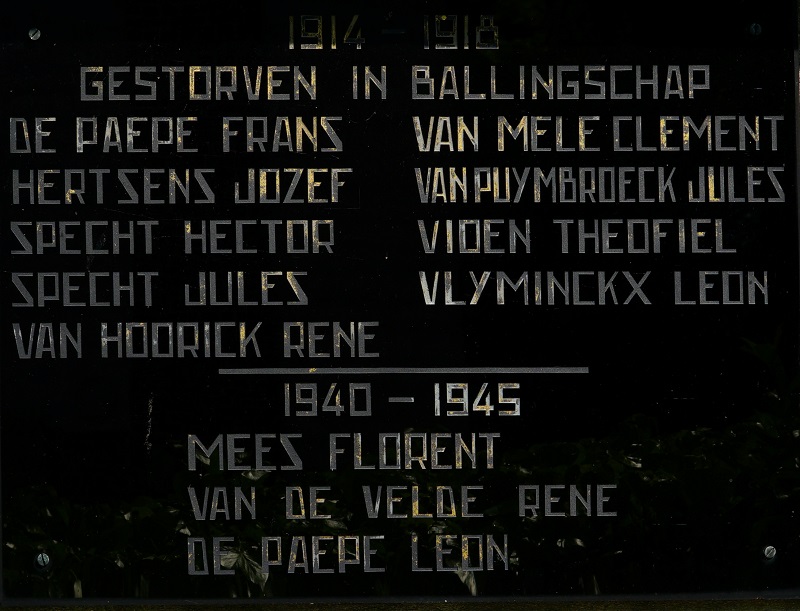 1914 - 1918
GESTORVEN IN BALLINGSCHAP
DE PAEPE FRANS
HERTSENS JOZEF
SPECHT HECTOR
SPECHT JULES
VAN HOORICK RENE
VAN MELE CLEMENT
VAN PUYMBROECK JULES
VIDEN THEOFIEL
VLYMINCKX LEON
1940 - 1945
MEES FLORENT
VAN DE VELDE RENE
DE PAEPE LEON